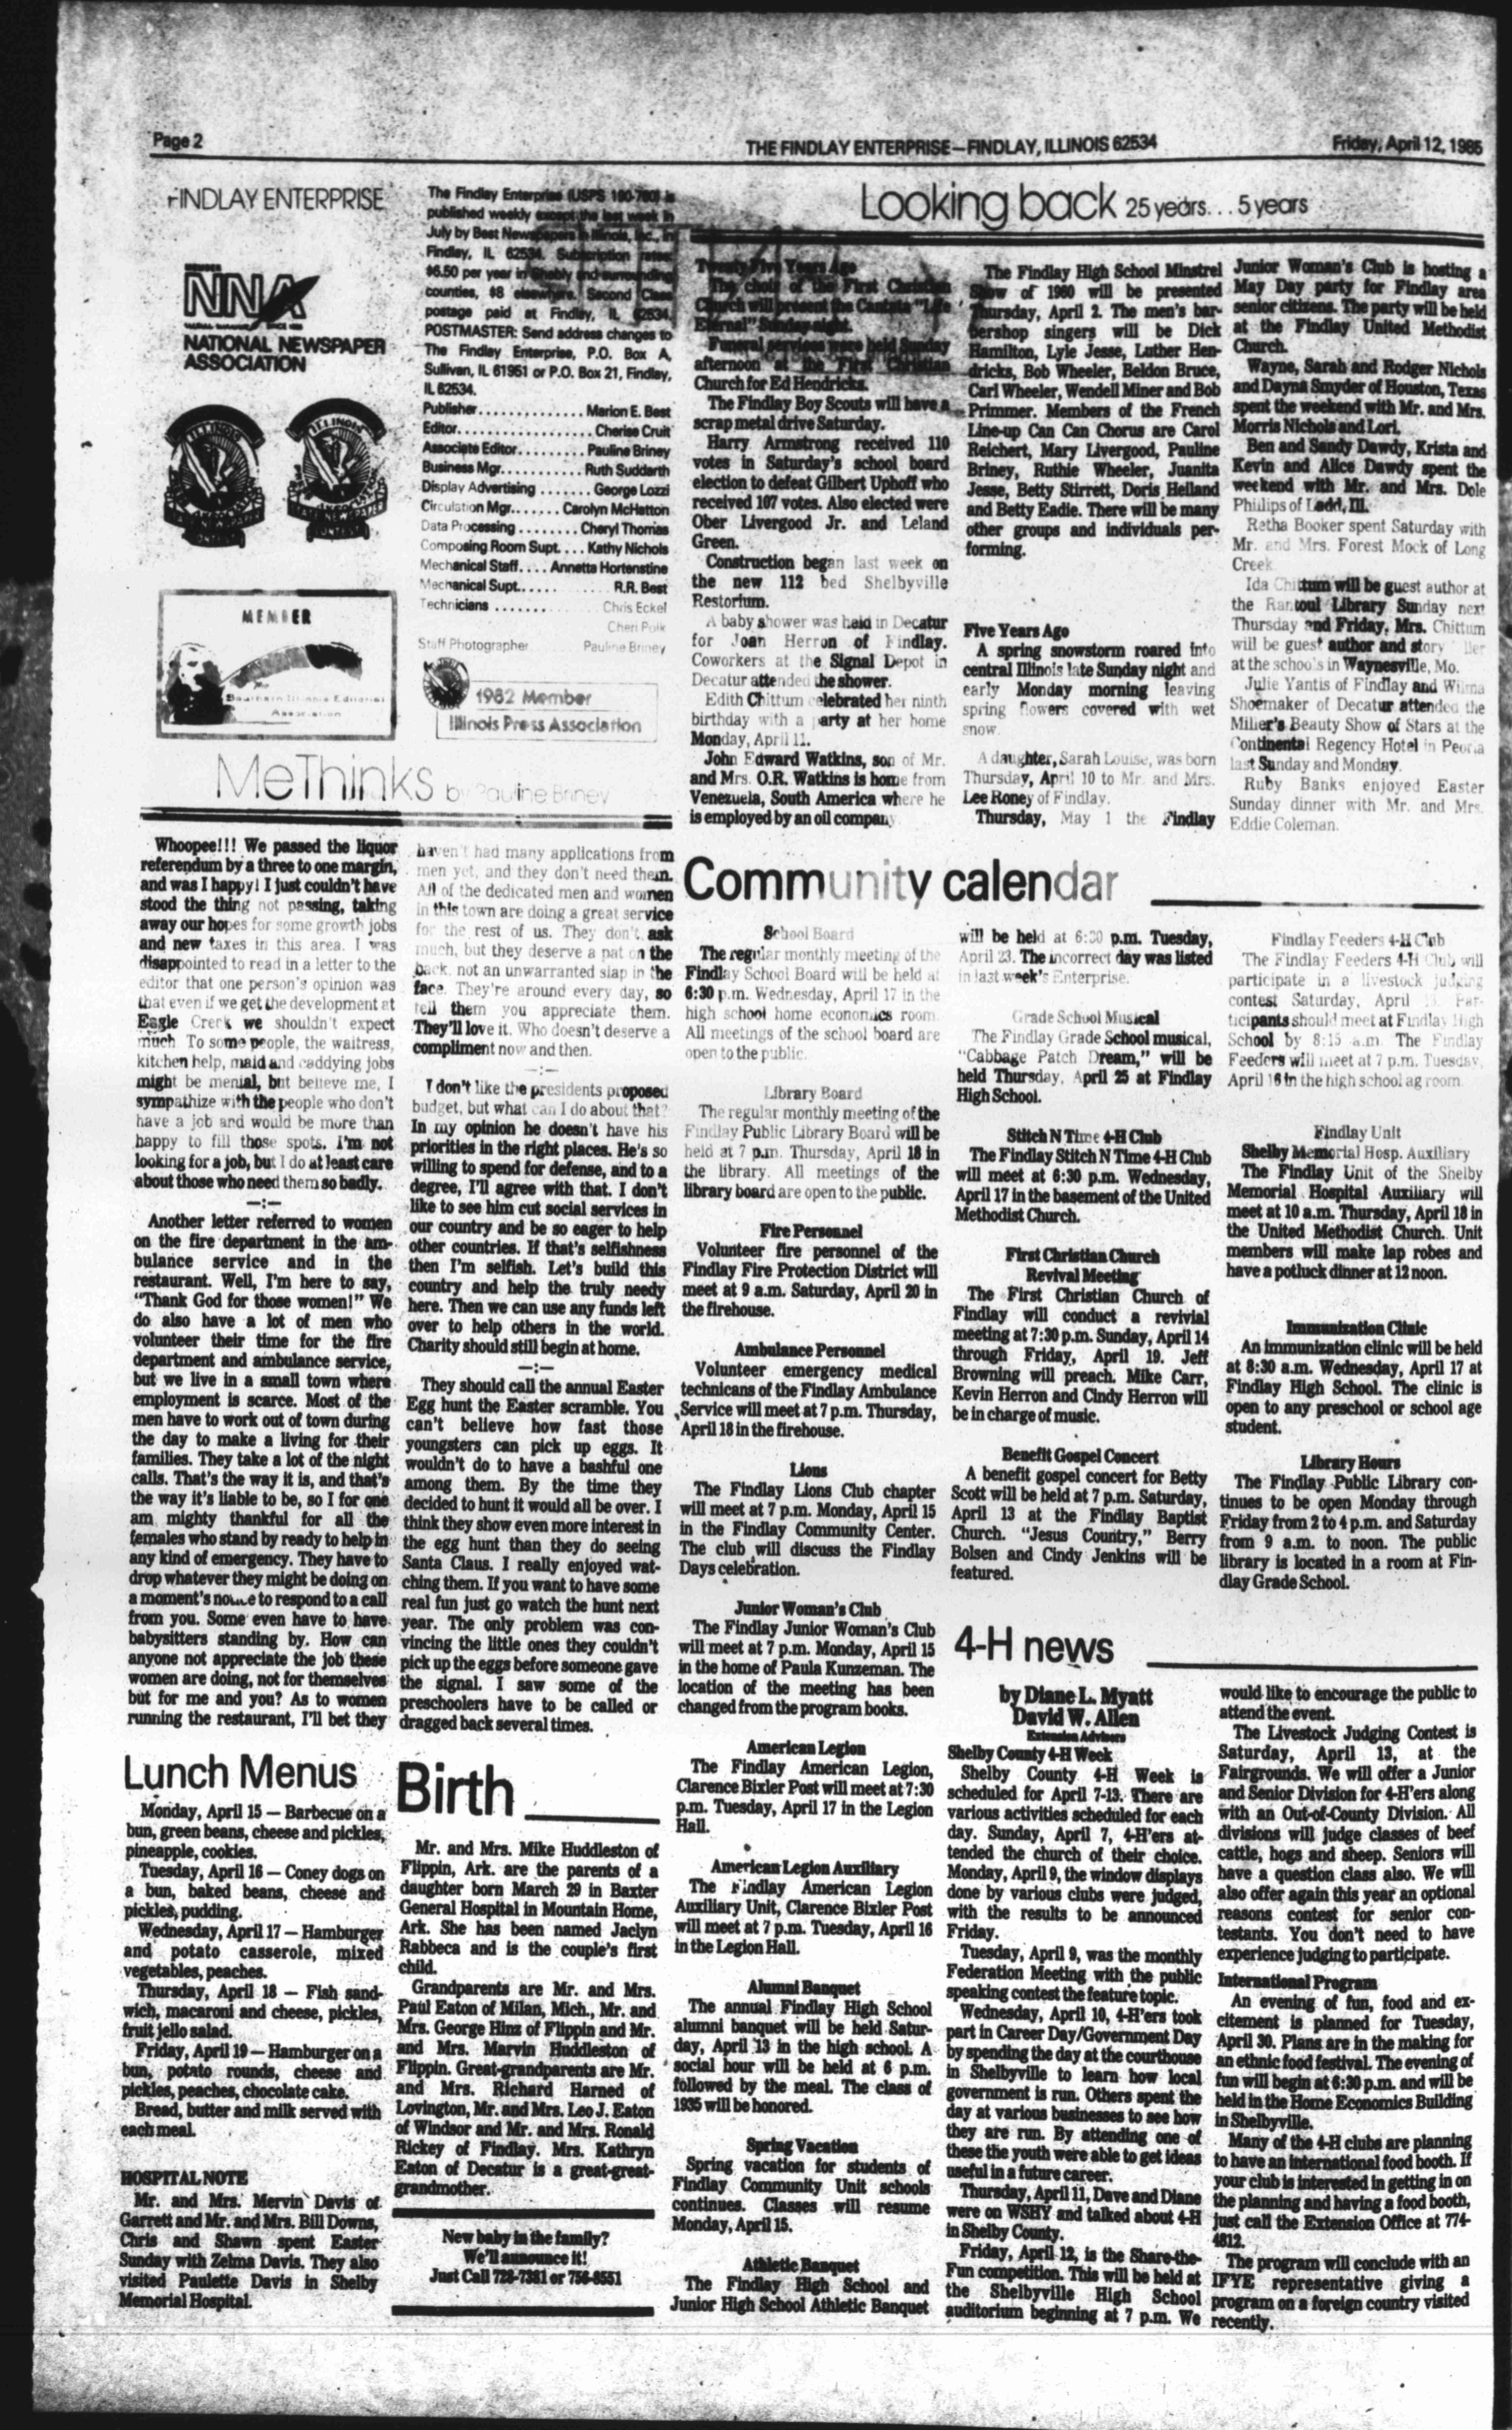 Page 2
THE FINDLAY ENTERPRISE—FINDLAY, ILLINOIS 62534
Friday, April 12, 1985
FINDLAY ENTERPRISE
MEMBER
NNA
NATIONAL NEWSPAPER
ASSOCIATION
MEMBER
Southern Illinois Editorial
Association
The Findlay Enterprise (USPS 190-760) is
published weekly except the last week in
July by Best Newspapers in Illinois, Inc., in
Findlay, IL 62534. Subscription rates:
$6.50 per year in Shelby and surrounding
counties, $8 elsewhere. Second Class
postage paid at Findlay, IL 62534.
POSTMASTER: Send address changes to
The Findlay Enterprise, P.O. Box A,
Sullivan, IL 61951 or P.O. Box 21, Findlay,
IL 62534.
Publisher.............. Marion E. Best
Editor.................. Cherise Cruit
Associate Editor......... Pauline Briney
Business Mgr........... Ruth Suddarth
Display Advertising ....... George Lozzi
Circulation Mgr....... Carolyn McHatton
Data Processing ........ Cheryl Thomas
Composing Room Supt.... Kathy Nichols
Mechanical Staff.... Annetta Hortenstine
Mechanical Supt..... ..... R.R. Best
Technicians ....... Chris Eckel
Cheri Polk
Staff Photographer Pauline Briney
1982 Member
Illinois Press Association
MeThinks by Pauline Briney
Whoopee!!! We passed the liquor
referendum by a three to one margin,
and was I happy! I just couldn't have
stood the thing not passing, taking
away our hopes for some growth jobs
and new taxes in this area. I was
disappointed to read in a letter to the
editor that one person's opinion was
that even if we get the development at
Eagle Creek we shouldn't expect
much. To some people, the waitress,
kitchen help, maid and caddying jobs
might be menial, but believe me, I
sympathize with the people who don't
have a job and would be more than
happy to fill those spots. I'm not
looking for a job, but I do at least care
about those who need them so badly.
—:—
Another letter referred to women
on the fire department in the am-
bulance service and in the
restaurant. Well, I'm here to say,
"Thank God for those women!" We
do also have a lot of men who
volunteer their time for the fire
department and ambulance service,
but we live in a small town where
employment is scarce. Most of the
men have to work out of town during
the day to make a living for their
families. They take a lot of the night
calls. That's the way it is, and that's
the way it's liable to be, so I for one
am mighty thankful for all the
females who stand by ready to help in
any kind of emergency. They have to
drop whatever they might be doing on
a moment's notice to respond to a call
from you. Some even have to have
babysitters standing by. How can
anyone not appreciate the job these
women are doing, not for themselves
but for me and you? As to women
running the restaurant, I'll bet they
haven't had many applications from
men yet, and they don't need them.
All of the dedicated men and women
in this town are doing a great service
for the rest of us. They don't ask
much, but they deserve a pat on the
back, not an unwarranted slap in the
face. They're around every day, so
tell them you appreciate them.
They'll love it. Who doesn't deserve a
compliment now and then.
—:—
I don't like the presidents proposed
budget, but what can I do about that?
In my opinion he doesn't have his
priorities in the right places. He's so
willing to spend for defense, and to a
degree, I'll agree with that. I don't
like to see him cut social services in
our country and be so eager to help
other countries. If that's selfishness
then I'm selfish. Let's build this
country and help the truly needy
here. Then we can use any funds left
over to help others in the world.
Charity should still begin at home.
—:—
They should call the annual Easter
Egg hunt the Easter scramble. You
can't believe how fast those
youngsters can pick up eggs. It
wouldn't do to have a bashful one
among them. By the time they
decided to hunt it would all be over. I
think they show even more interest in
the egg hunt than they do seeing
Santa Claus. I really enjoyed wat-
ching them. If you want to have some
real fun just go watch the hunt next
year. The only problem was con-
vincing the little ones they couldn't
pick up the eggs before someone gave
the signal. I saw some of the
preschoolers have to be called or
dragged back several times.
Lunch Menus
Monday, April 15 — Barbecue on a
bun, green beans, cheese and pickles,
pineapple, cookies.
Tuesday, April 16 — Coney dogs on
a bun, baked beans, cheese and
pickles, pudding.
Wednesday, April 17 — Hamburger
and potato casserole, mixed
vegetables, peaches.
Thursday, April 18 — Fish sand-
wich, macaroni and cheese, pickles,
fruit jello salad.
Friday, April 19 — Hamburger on a
bun, potato rounds, cheese and
pickles, peaches, chocolate cake.
Bread, butter and milk served with
each meal.
HOSPITAL NOTE
Mr. and Mrs. Mervin Davis of
Garrett and Mr. and Mrs. Bill Downs,
Chris and Shawn spent Easter
Sunday with Zelma Davis. They also
visited Paulette Davis in Shelby
Memorial Hospital.
Birth
Mr. and Mrs. Mike Huddleston of
Flippin, Ark. are the parents of a
daughter born March 29 in Baxter
General Hospital in Mountain Home,
Ark. She has been named Jaclyn
Rabbeca and is the couple's first
child.
Grandparents are Mr. and Mrs.
Paul Eaton of Milan, Mich., Mr. and
Mrs. George Hinz of Flippin and Mr.
and Mrs. Marvin Huddleston of
Flippin. Great-grandparents are Mr.
and Mrs. Richard Harned of
Lovington, Mr. and Mrs. Leo J. Eaton
of Windsor and Mr. and Mrs. Ronald
Rickey of Findlay. Mrs. Kathryn
Eaton of Decatur is a great-great-
grandmother.
New baby in the family?
We'll announce it!
Just Call 728-7381 or 756-8551
Looking back 25 years... 5 years
Twenty Five Years Ago
The choir of the First Christian
Church will present the Cantata "Life
Eternal" Sunday night.
Funeral services were held Sunday
afternoon at the First Christian
Church for Ed Hendricks.
The Findlay Boy Scouts will have a
scrap metal drive Saturday.
Harry Armstrong received 110
votes in Saturday's school board
election to defeat Gilbert Uphoff who
received 107 votes. Also elected were
Ober Livergood Jr. and Leland
Green.
Construction began last week on
the new 112 bed Shelbyville
Restorium.
A baby shower was held in Decatur
for Joan Herron of Findlay.
Coworkers at the Signal Depot in
Decatur attended the shower.
Edith Chittum celebrated her ninth
birthday with a party at her home
Monday, April 11.
John Edward Watkins, son of Mr.
and Mrs. O.R. Watkins is home from
Venezuela, South America where he
is employed by an oil company.
The Findlay High School Minstrel
Show of 1960 will be presented
Thursday, April 2. The men's bar-
bershop singers will be Dick
Hamilton, Lyle Jesse, Luther Hen-
dricks, Bob Wheeler, Beldon Bruce,
Carl Wheeler, Wendell Miner and Bob
Primmer. Members of the French
Line-up Can Can Chorus are Carol
Reichert, Mary Livergood, Pauline
Briney, Ruthie Wheeler, Juanita
Jesse, Betty Stirrett, Doris Heiland
and Betty Eadie. There will be many
other groups and individuals per-
forming.
Five Years Ago
A spring snowstorm roared into
central Illinois late Sunday night and
early Monday morning leaving
spring flowers covered with wet
snow.
A daughter, Sarah Louise, was born
Thursday, April 10 to Mr. and Mrs.
Lee Roney of Findlay.
Thursday, May 1 the Findlay
Junior Woman's Club is hosting a
May Day party for Findlay area
senior citizens. The party will be held
at the Findlay United Methodist
Church.
Wayne, Sarah and Rodger Nichols
and Dayna Smyder of Houston, Texas
spent the weekend with Mr. and Mrs.
Morris Nichols and Lori.
Ben and Sandy Dawdy, Krista and
Kevin and Alice Dawdy spent the
weekend with Mr. and Mrs. Dole
Phillips of Ladd, Ill.
Retha Booker spent Saturday with
Mr. and Mrs. Forest Mock of Long
Creek.
Ida Chittum will be guest author at
the Rantoul Library Sunday next
Thursday and Friday, Mrs. Chittum
will be guest author and story
at the schools in Waynesville, Mo.
Julie Yantis of Findlay and Wilma
Shoemaker of Decatur attended the
Miller's Beauty Show of Stars at the
Continental Regency Hotel in Peoria
last Sunday and Monday.
Ruby Banks enjoyed Easter
Sunday dinner with Mr. and Mrs.
Eddie Coleman.
Community calendar
School Board
The regular monthly meeting of the
Findlay School Board will be held at
6:30 p.m. Wednesday, April 17 in the
high school home economics room.
All meetings of the school board are
open to the public.
Library Board
The regular monthly meeting of the
Findlay Public Library Board will be
held at 7 p.m. Thursday, April 18 in
the library. All meetings of the
library board are open to the public.
Fire Personnel
Volunteer fire personnel of the
Findlay Fire Protection District will
meet at 9 a.m. Saturday, April 20 in
the firehouse.
Ambulance Personnel
Volunteer emergency medical
technicans of the Findlay Ambulance
Service will meet at 7 p.m. Thursday,
April 18 in the firehouse.
Lions
The Findlay Lions Club chapter
will meet at 7 p.m. Monday, April 15
in the Findlay Community Center.
The club will discuss the Findlay
Days celebration.
Junior Woman's Club
The Findlay Junior Woman's Club
will meet at 7 p.m. Monday, April 15
in the home of Paula Kunzeman. The
location of the meeting has been
changed from the program books.
American Legion
The Findlay American Legion,
Clarence Bixler Post will meet at 7:30
p.m. Tuesday, April 17 in the Legion
Hall.
American Legion Auxiliary
The Findlay American Legion
Auxiliary Unit, Clarence Bixler Post
will meet at 7 p.m. Tuesday, April 16
in the Legion Hall.
Alumni Banquet
The annual Findlay High School
alumni banquet will be held Satur-
day, April 13 in the high school. A
social hour will be held at 6 p.m.
followed by the meal. The class of
1935 will be honored.
Spring Vacation
Spring vacation for students of
Findlay Community Unit schools
continues. Classes will resume
Monday, April 15.
Athletic Banquet
The Findlay High School and
Junior High School Athletic Banquet
will be held at 6:30 p.m. Tuesday,
April 23. The incorrect day was listed
in last week's Enterprise.
Grade School Musical
The Findlay Grade School musical,
"Cabbage Patch Dream," will be
held Thursday, April 25 at Findlay
High School.
Stitch N Time 4-H Club
The Findlay Stitch N Time 4-H Club
will meet at 6:30 p.m. Wednesday,
April 17 in the basement of the United
Methodist Church.
First Christian Church
Revival Meeting
The First Christian Church of
Findlay will conduct a revivial
meeting at 7:30 p.m. Sunday, April 14
through Friday, April 19. Jeff
Browning will preach. Mike Carr,
Kevin Herron and Cindy Herron will
be in charge of music.
Benefit Gospel Concert
A benefit gospel concert for Betty
Scott will be held at 7 p.m. Saturday,
April 13 at the Findlay Baptist
Church. "Jesus Country," Berry
Bolsen and Cindy Jenkins will be
featured.
Findlay Feeders 4-H Club
The Findlay Feeders 4-H Club will
participate in a livestock judging
contest Saturday, April Par-
ticipants should meet at Findlay High
School by 8:15 a.m. The Findlay
Feeders will meet at 7 p.m. Tuesday,
April 16 in the high school ag room.
Findlay Unit
Shelby Memorial Hosp. Auxiliary
The Findlay Unit of the Shelby
Memorial Hospital Auxiliary will
meet at 10 a.m. Thursday, April 18 in
the United Methodist Church. Unit
members will make lap robes and
have a potluck dinner at 12 noon.
Immunization Clinic
An immunization clinic will be held
at 8:30 a.m. Wednesday, April 17 at
Findlay High School. The clinic is
open to any preschool or school age
student.
Library Hours
The Findlay Public Library con-
tinues to be open Monday through
Friday from 2 to 4 p.m. and Saturday
from 9 a.m. to noon. The public
library is located in a room at Fin-
dlay Grade School.
4-H news
by Diane L. Myatt
David W. Allen
Extension Advisers
Shelby County 4-H Week
Shelby County 4-H Week is
scheduled for April 7-13. There are
various activities scheduled for each
day. Sunday, April 7, 4-H'ers at-
tended the church of their choice.
Monday, April 9, the window displays
done by various clubs were judged,
with the results to be announced
Friday.
Tuesday, April 9, was the monthly
Federation Meeting with the public
speaking contest the feature topic.
Wednesday, April 10, 4-H'ers took
part in Career Day/Government Day
by spending the day at the courthouse
in Shelbyville to learn how local
government is run. Others spent the
day at various businesses to see how
they are run. By attending one of
these the youth were able to get ideas
useful in a future career.
Thursday, April 11, Dave and Diane
were on WSHY and talked about 4-H
in Shelby County.
Friday, April 12, is the Share-the-
Fun competition. This will be held at
the Shelbyville High School
auditorium beginning at 7 p.m. We
would like to encourage the public to
attend the event.
The Livestock Judging Contest is
Saturday, April 13, at the
Fairgrounds. We will offer a Junior
and Senior Division for 4-H'ers along
with an Out-of-County Division. All
divisions will judge classes of beef
cattle, hogs and sheep. Seniors will
have a question class also. We will
also offer again this year an optional
reasons contest for senior con-
testants. You don't need to have
experience judging to participate.
International Program
An evening of fun, food and ex-
citement is planned for Tuesday,
April 30. Plans are in the making for
an ethnic food festival. The evening of
fun will begin at 6:30 p.m. and will be
held in the Home Economics Building
in Shelbyville.
Many of the 4-H clubs are planning
to have an international food booth. If
your club is interested in getting in on
the planning and having a food booth,
just call the Extension Office at 774-
4612.
The program will conclude with an
IFYE representative giving a
program on a foreign country visited
recently.